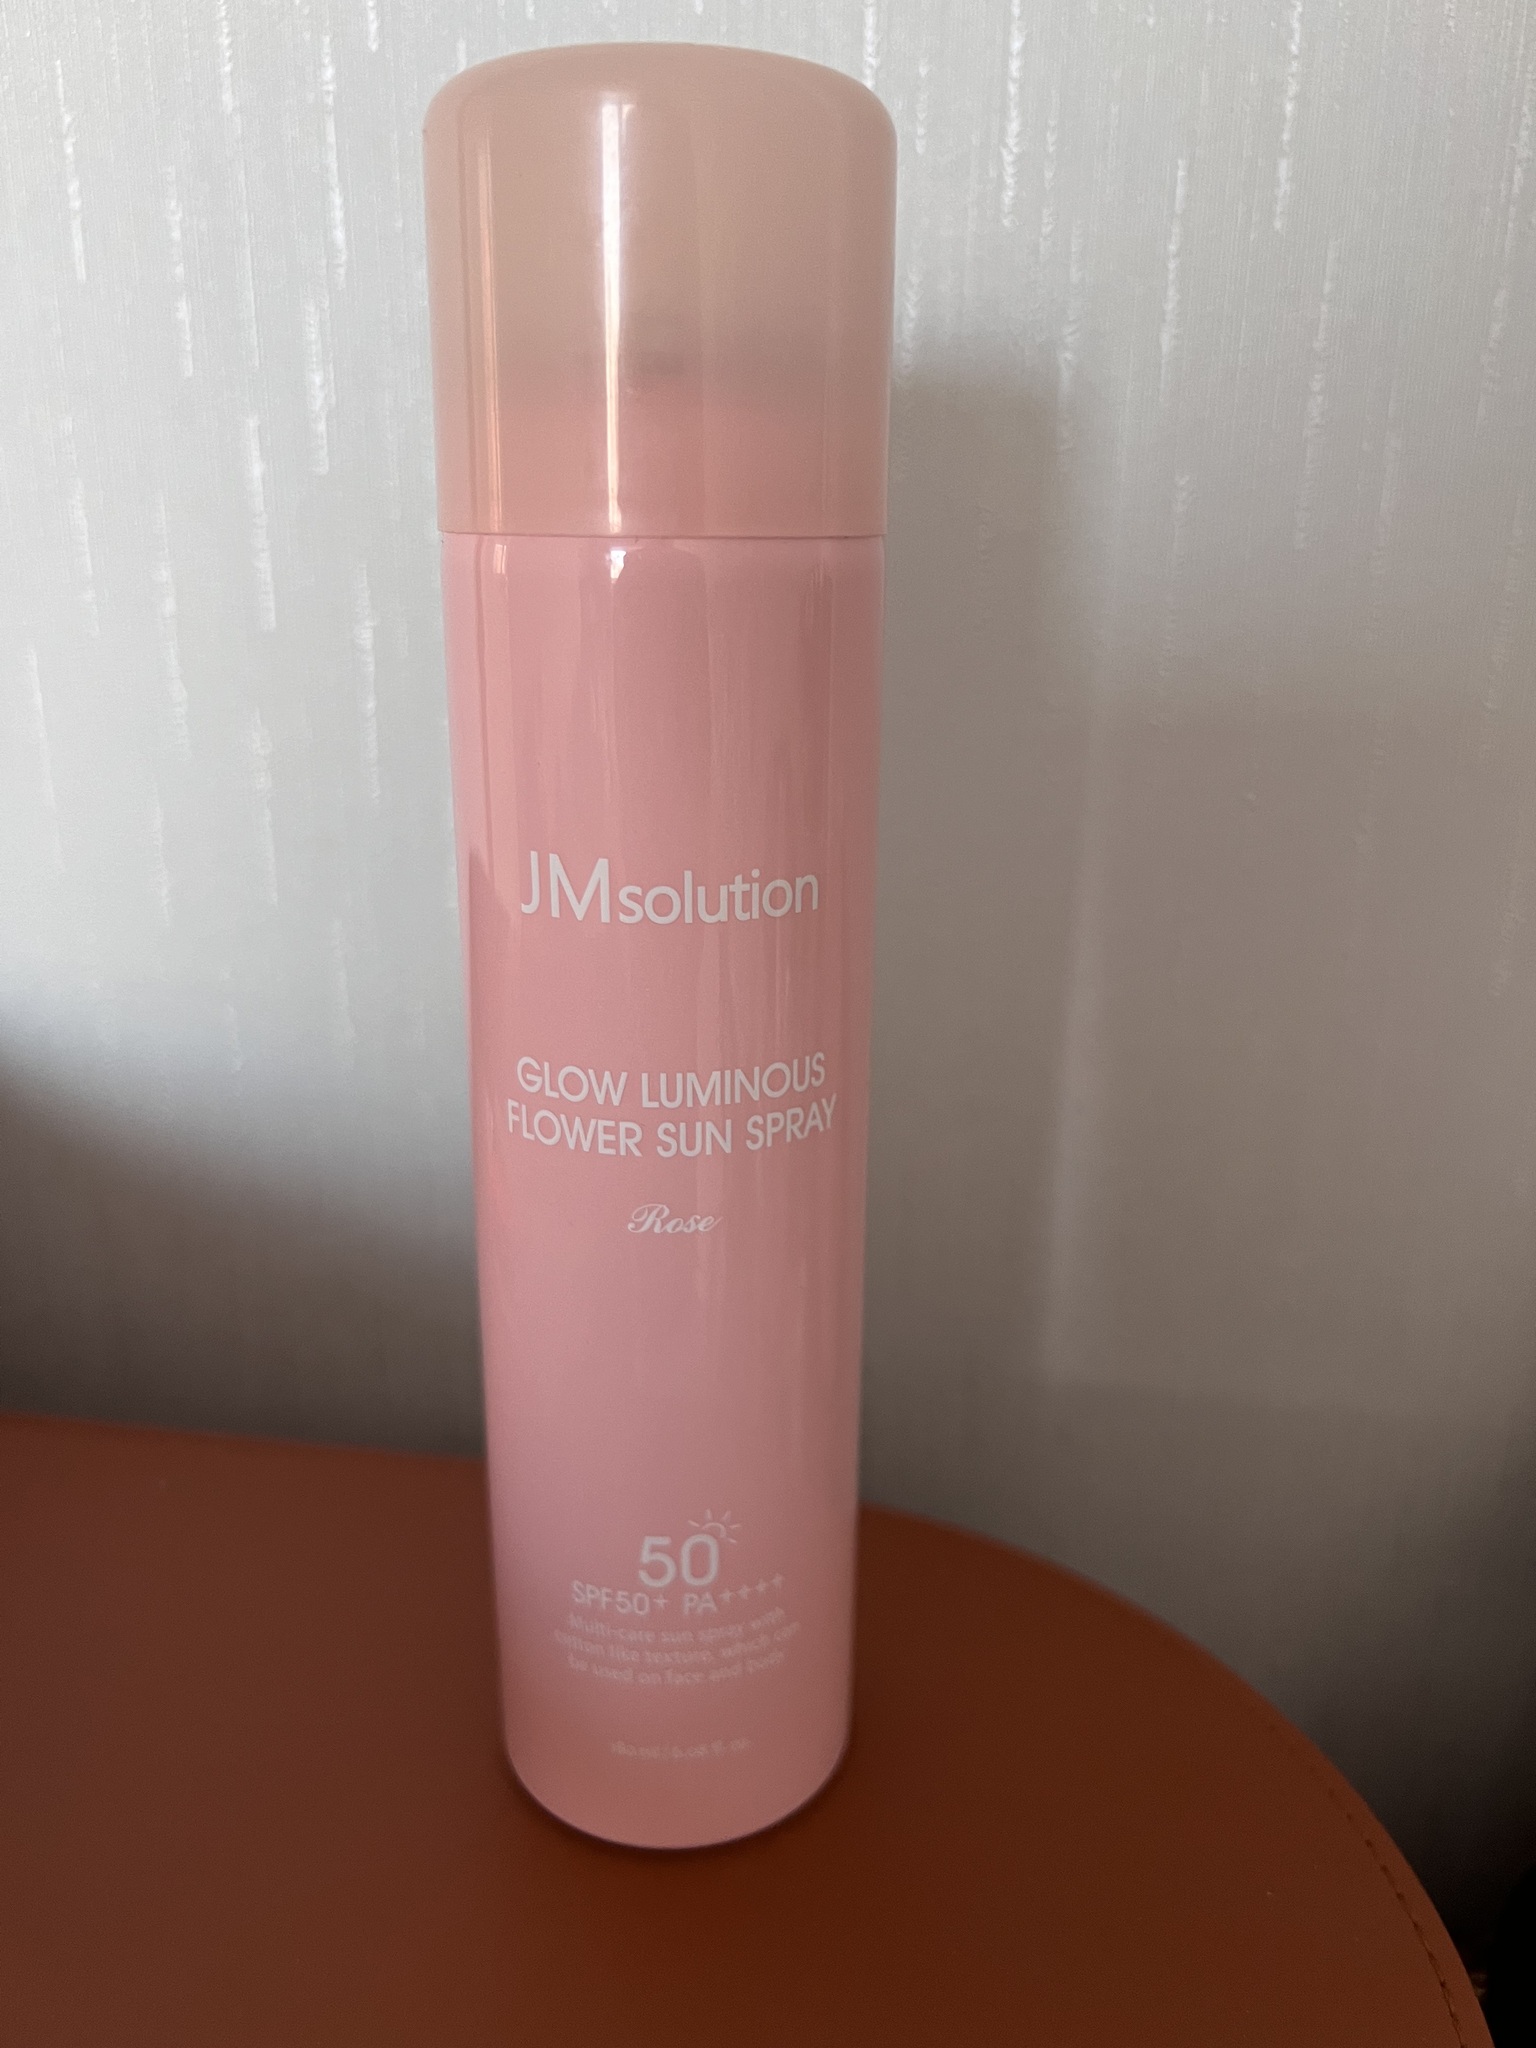 JMsolution
GLOW LUMINOUS
FLOWER SUN SPRAY
Rose
50
SPF50+ PA++++
Multi-care sun spray with
cotton like texture, which can
be used on face and body